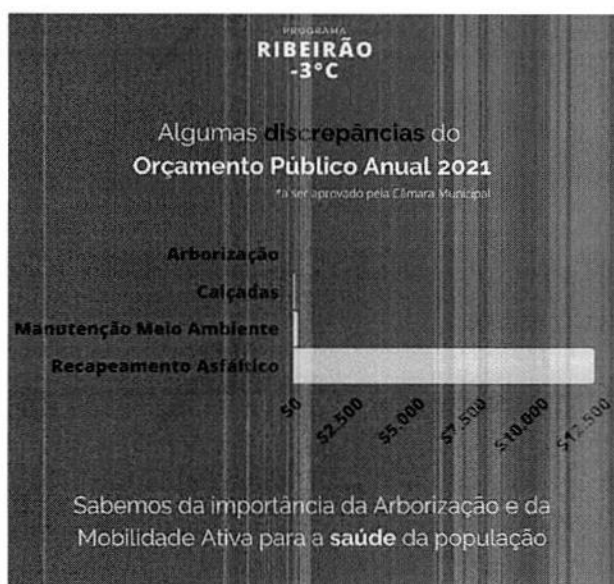 PROGRAMA
RIBEIRÃO
-3°C
Algumas discrepâncias do
Orçamento Público Anual 2021
*a ser aprovado pela Câmara Municipal
Arborização
Calçadas
Manutenção Meio Ambiente
Recapeamento Asfáltico
$0 $2,500 $5,000 $7,500 $10,000 $12,500
Sabemos da importância da Arborização e da
Mobilidade Ativa para a saúde da população